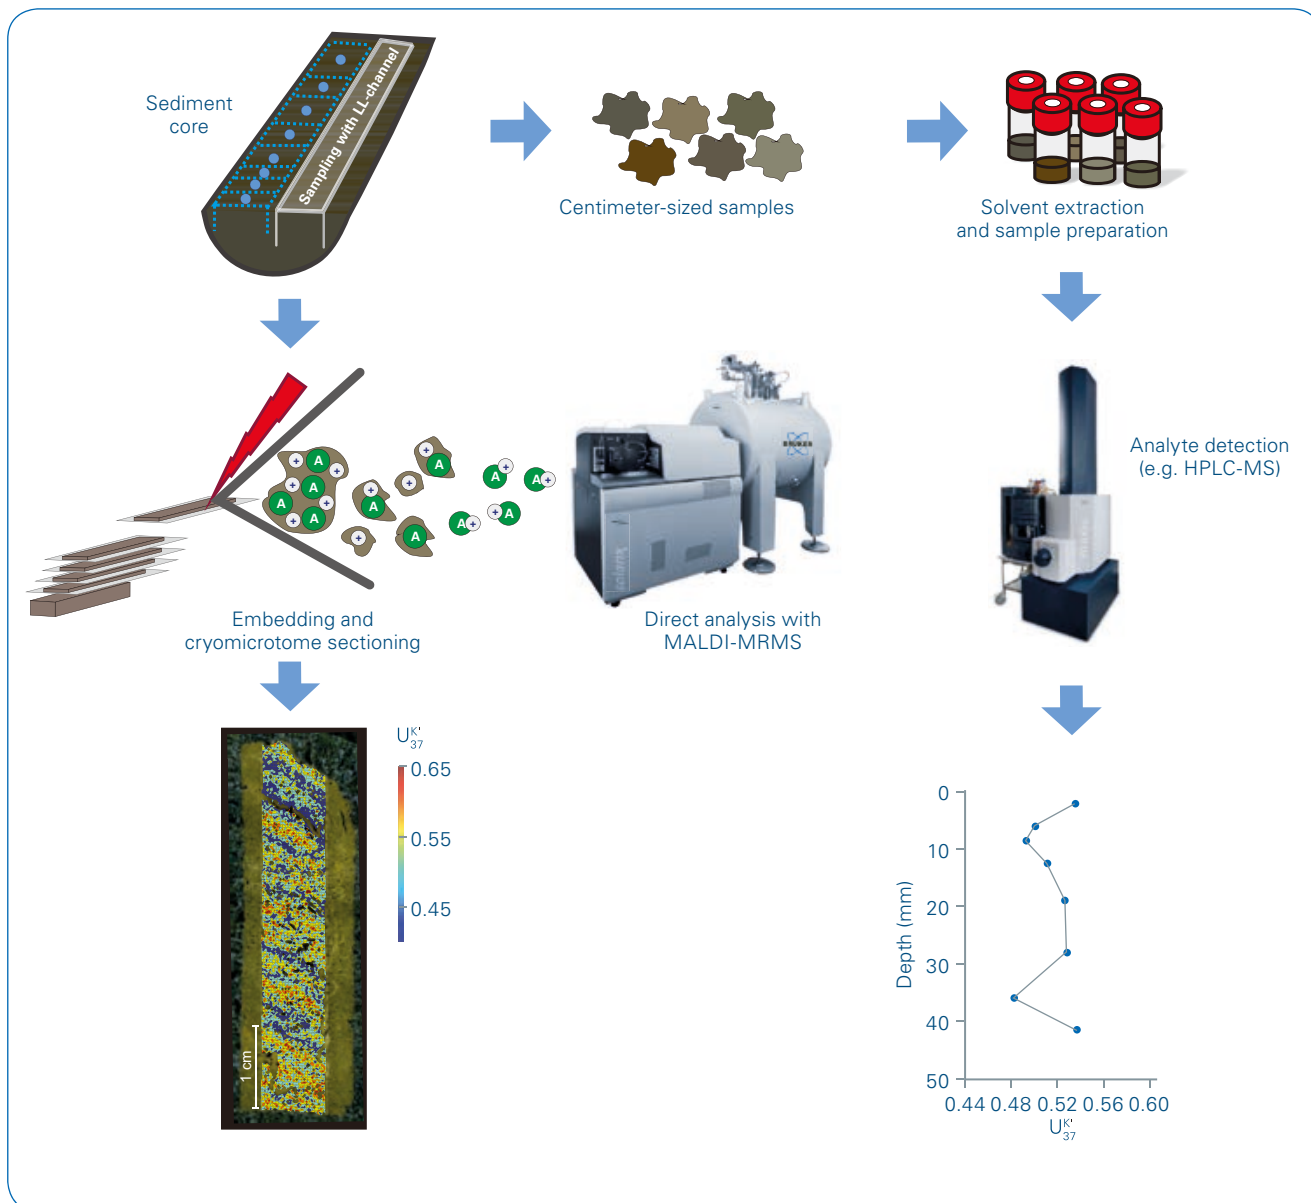 Sediment
core
Sampling with LL-channel
Centimeter-sized samples
Solvent extraction
and sample preparation
A
A
A
A
A
A
A
A
A
A
A
A
+
+
+
+
+
+
+
+
+
+
+
+
+
BRUKER
solarix
Analyte detection
(e.g. HPLC-MS)
Embedding and
cryomicrotome sectioning
Direct analysis with
MALDI-MRMS
U37K'
0.65
0.55
0.45
1 cm
0
10
20
30
40
50
Depth (mm)
0.44 0.48 0.52 0.56 0.60
U37K'